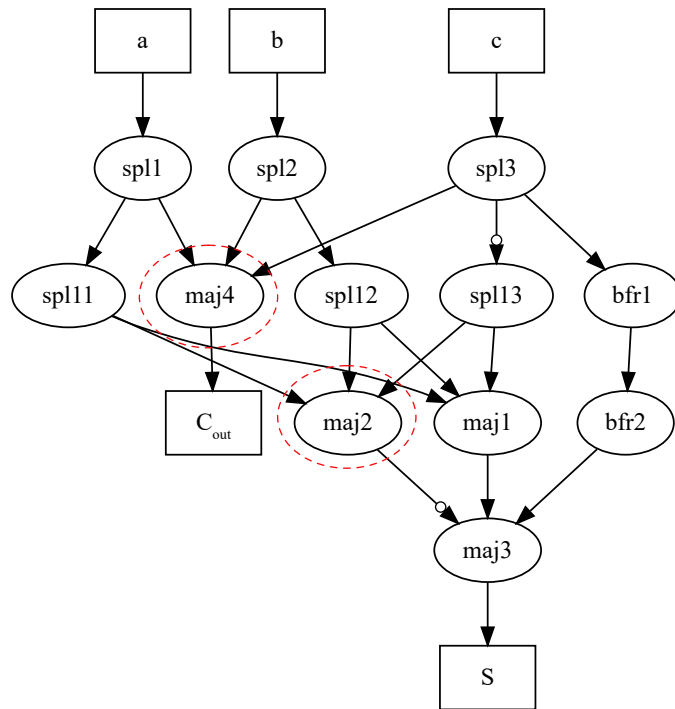 a b c
spl1 spl2 spl3
spl11 maj4 spl12 spl13 bfr1
C_out maj2 maj1 bfr2
maj3
S